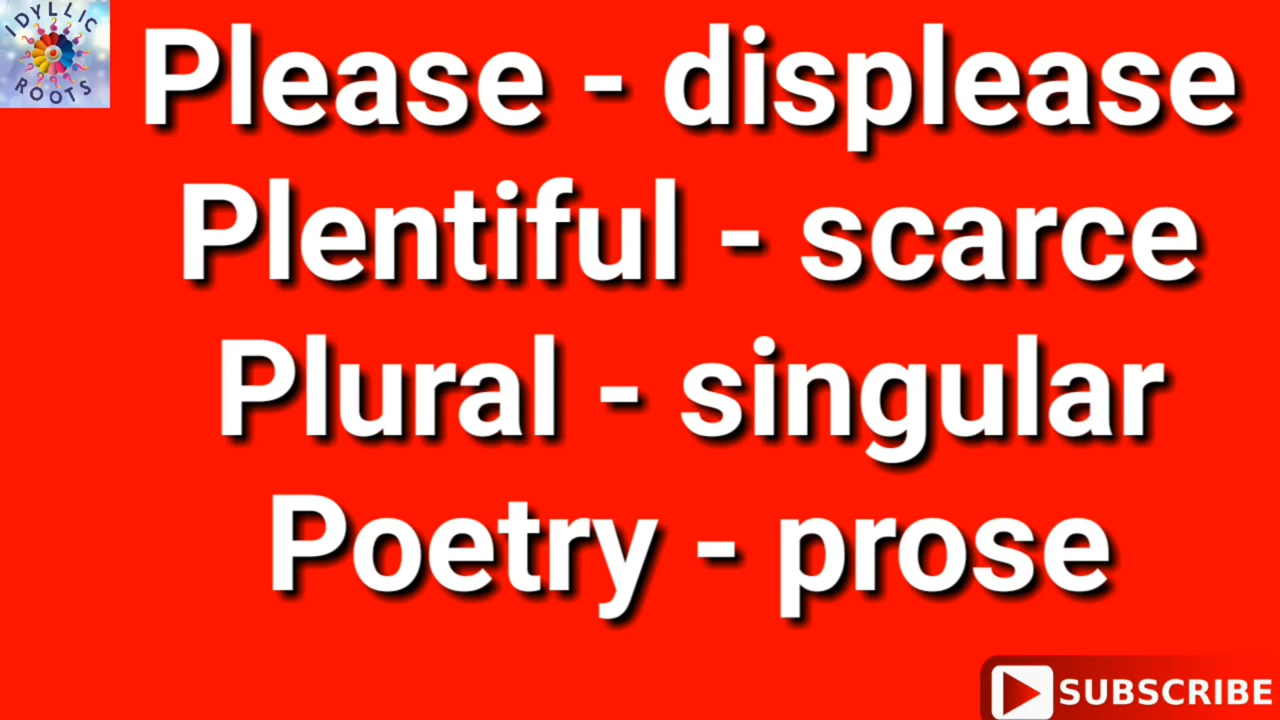 IDYLLIC
ROOTS
Please - displease
Plentiful - scarce
Plural - singular
Poetry - prose
SUBSCRIBE